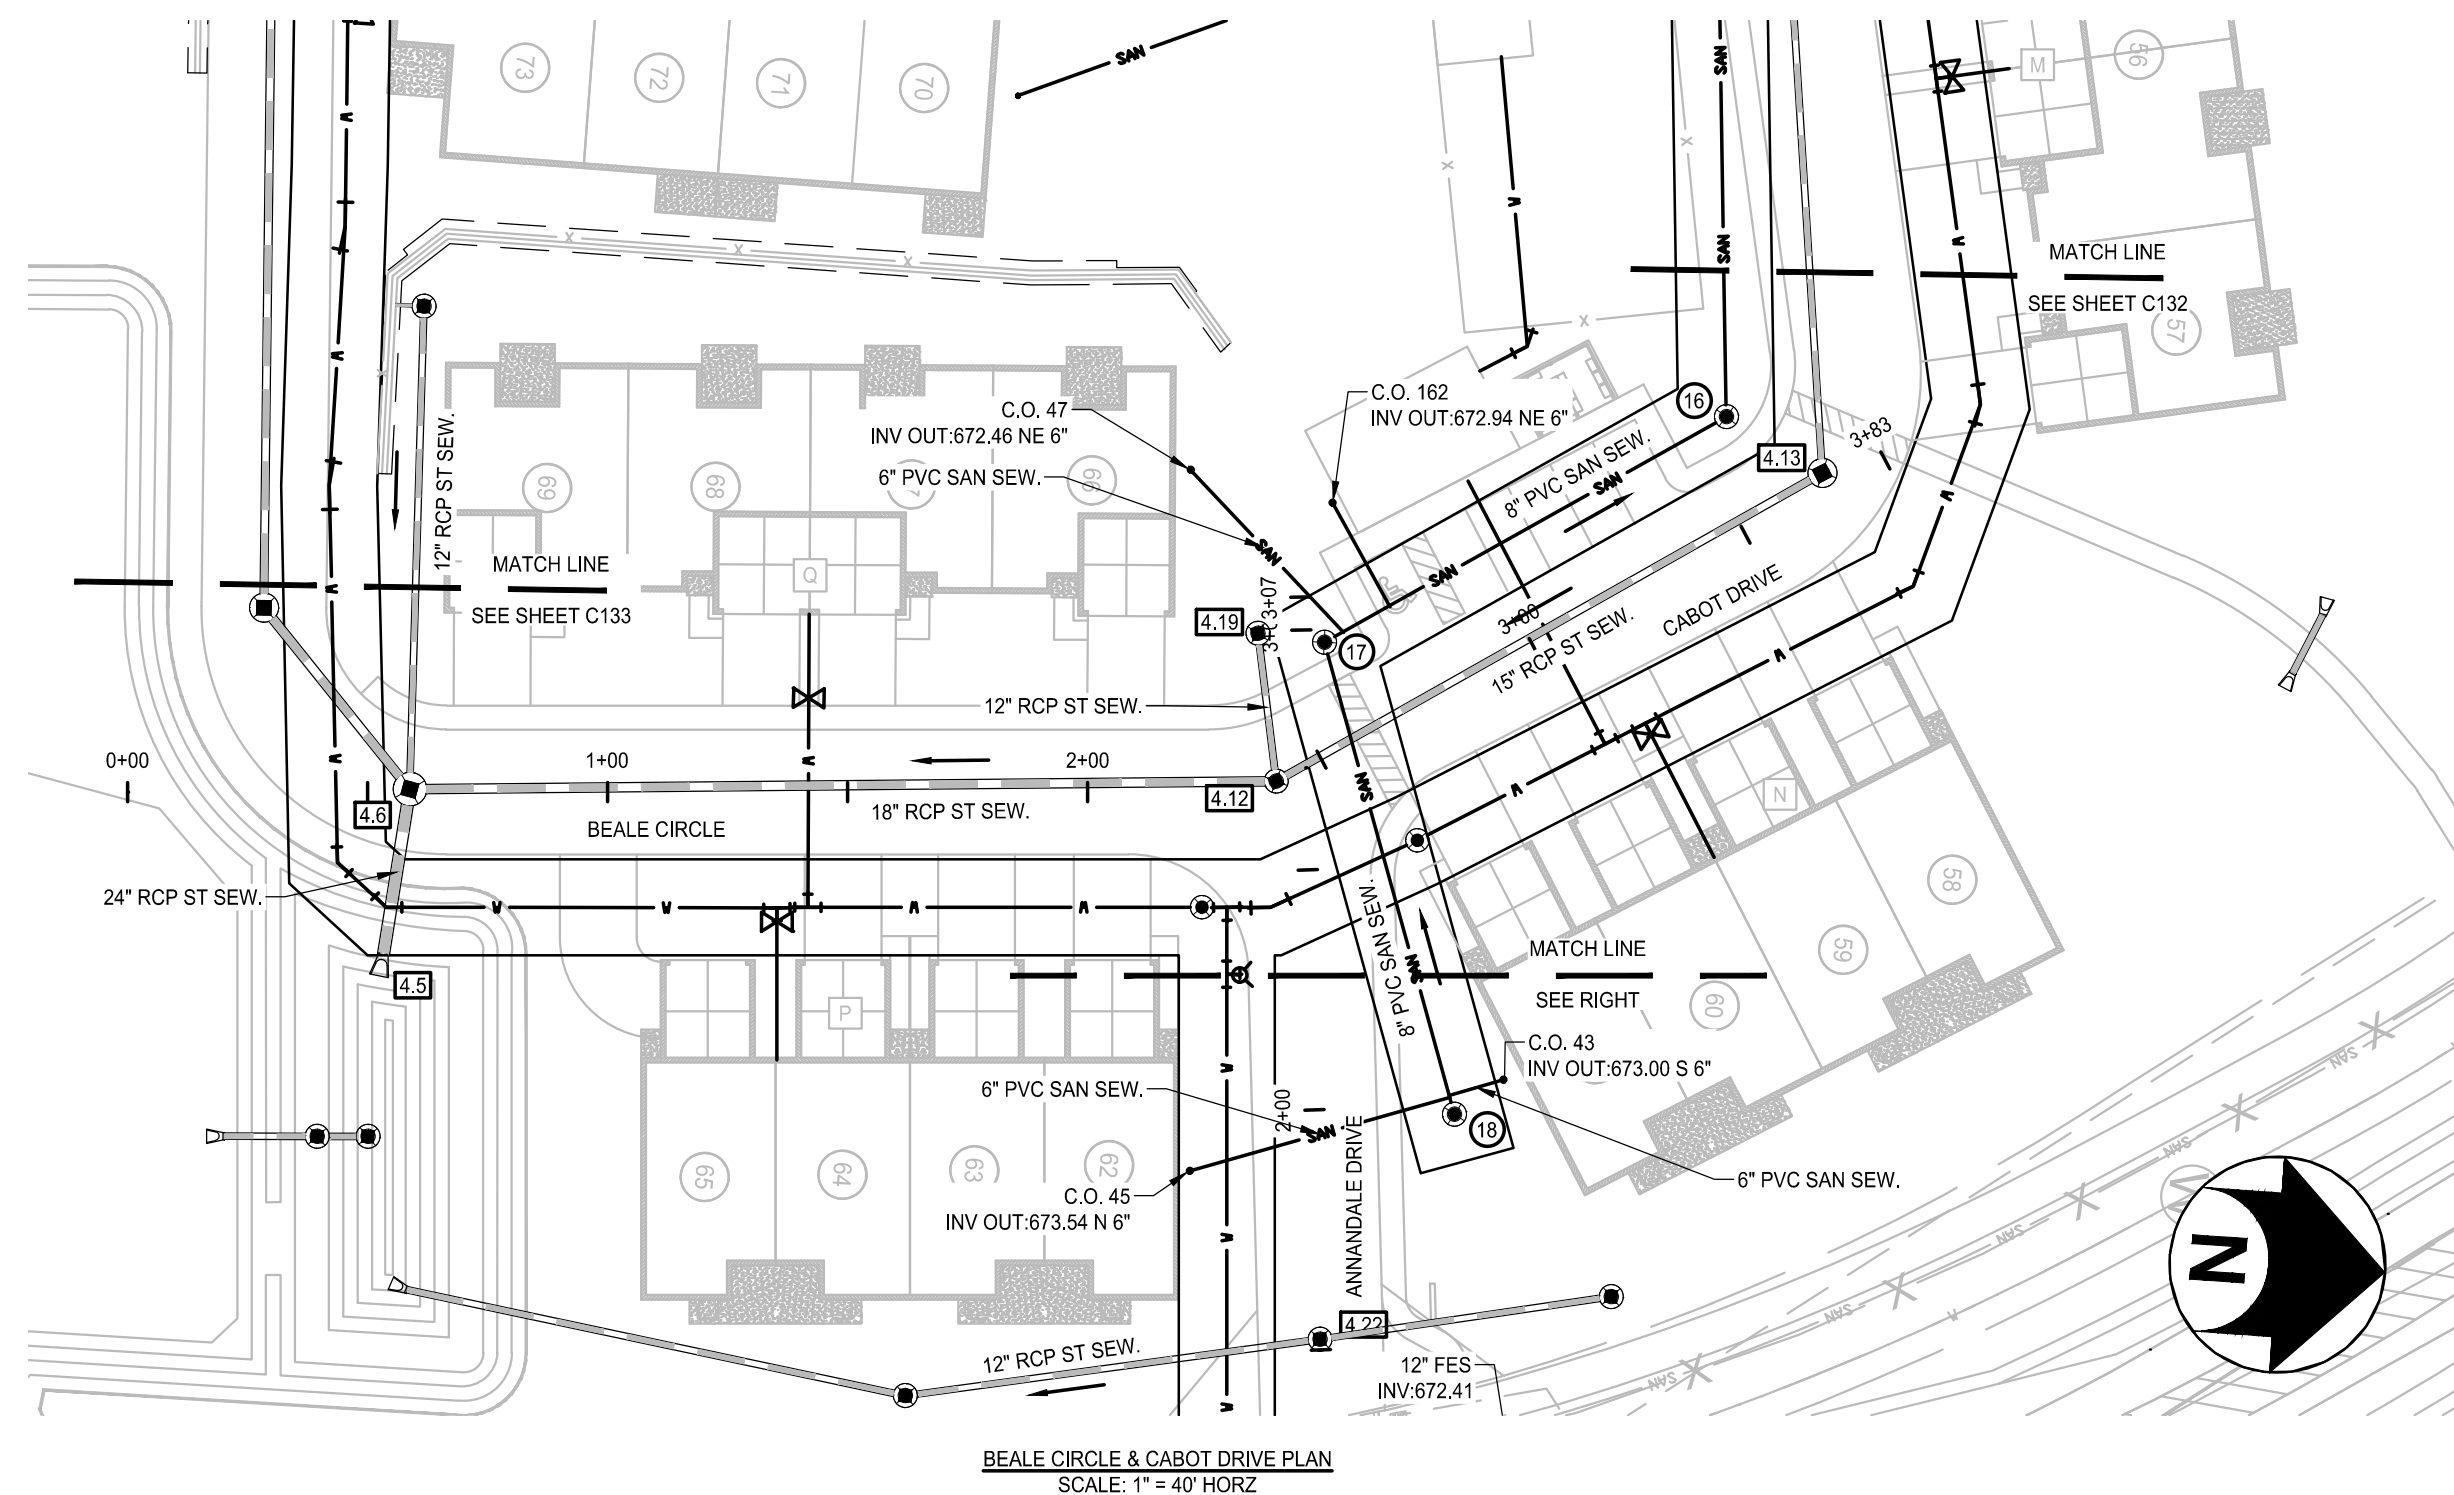 73
72
71
70
SAN
SAN
M
56
W
W
W
X
X
SAN
MATCH LINE
SEE SHEET C132
57
X
X
X
X
X
W
C.O. 47
INV OUT:672.46 NE 6"
6" PVC SAN SEW.
C.O. 162
INV OUT:672.94 NE 6"
16
3+83
4.13
12" RCP ST SEW.
69
68
66
8" PVC SAN SEW.
SAN
W
SAN
SAN
MATCH LINE
SEE SHEET C133
Q
W
4.19
3+07
17
3+00
15" RCP ST SEW.
CABOT DRIVE
W
12" RCP ST SEW.
0+00
1+00
2+00
W
W
SAN
W
N
4.6
18" RCP ST SEW.
4.12
BEALE CIRCLE
24" RCP ST SEW.
W
W
W
W
8" PVC SAN SEW.
SAN
58
59
60
MATCH LINE
SEE RIGHT
4.5
P
C.O. 43
INV OUT:673.00 S 6"
6" PVC SAN SEW.
W
2+00
SAN
18
SAN
SAN
65
64
63
62
C.O. 45
INV OUT:673.54 N 6"
W
ANNANDALE DRIVE
6" PVC SAN SEW.
SAN
SAN
SAN
N
4.22
12" RCP ST SEW.
12" FES
INV:672.41
W
BEALE CIRCLE & CABOT DRIVE PLAN
SCALE: 1" = 40' HORZ